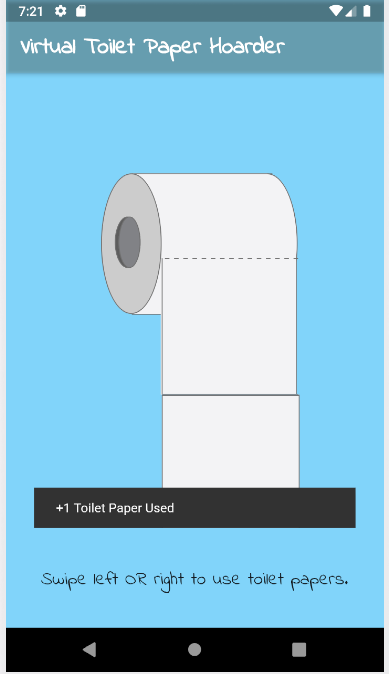 7:21
Virtual Toilet Paper Hoarder
+1 Toilet Paper Used
Swipe left OR right to use toilet papers.